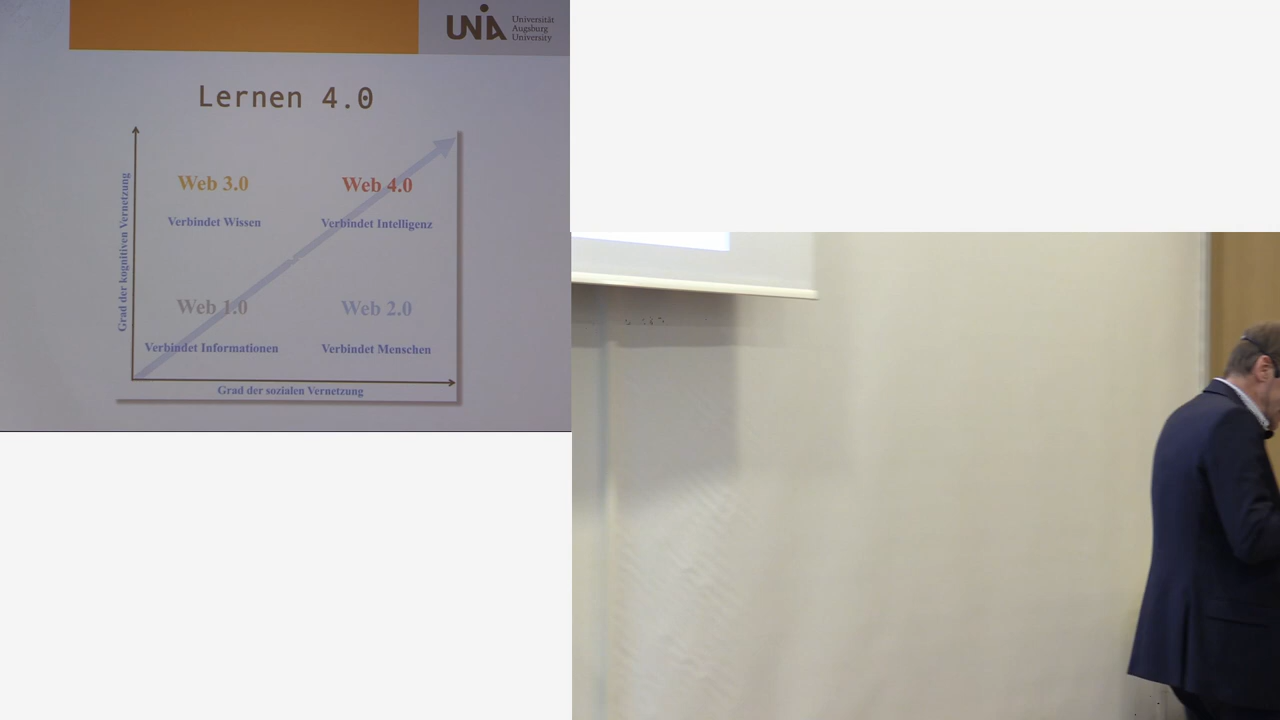 UNIA Universität
Augsburg
University
Lernen 4.0
Grad der kognitiven Vernetzung
Web 3.0
Verbindet Wissen
Web 4.0
Verbindet Intelligenz
Web 1.0
Verbindet Informationen
Web 2.0
Verbindet Menschen
Grad der sozialen Vernetzung